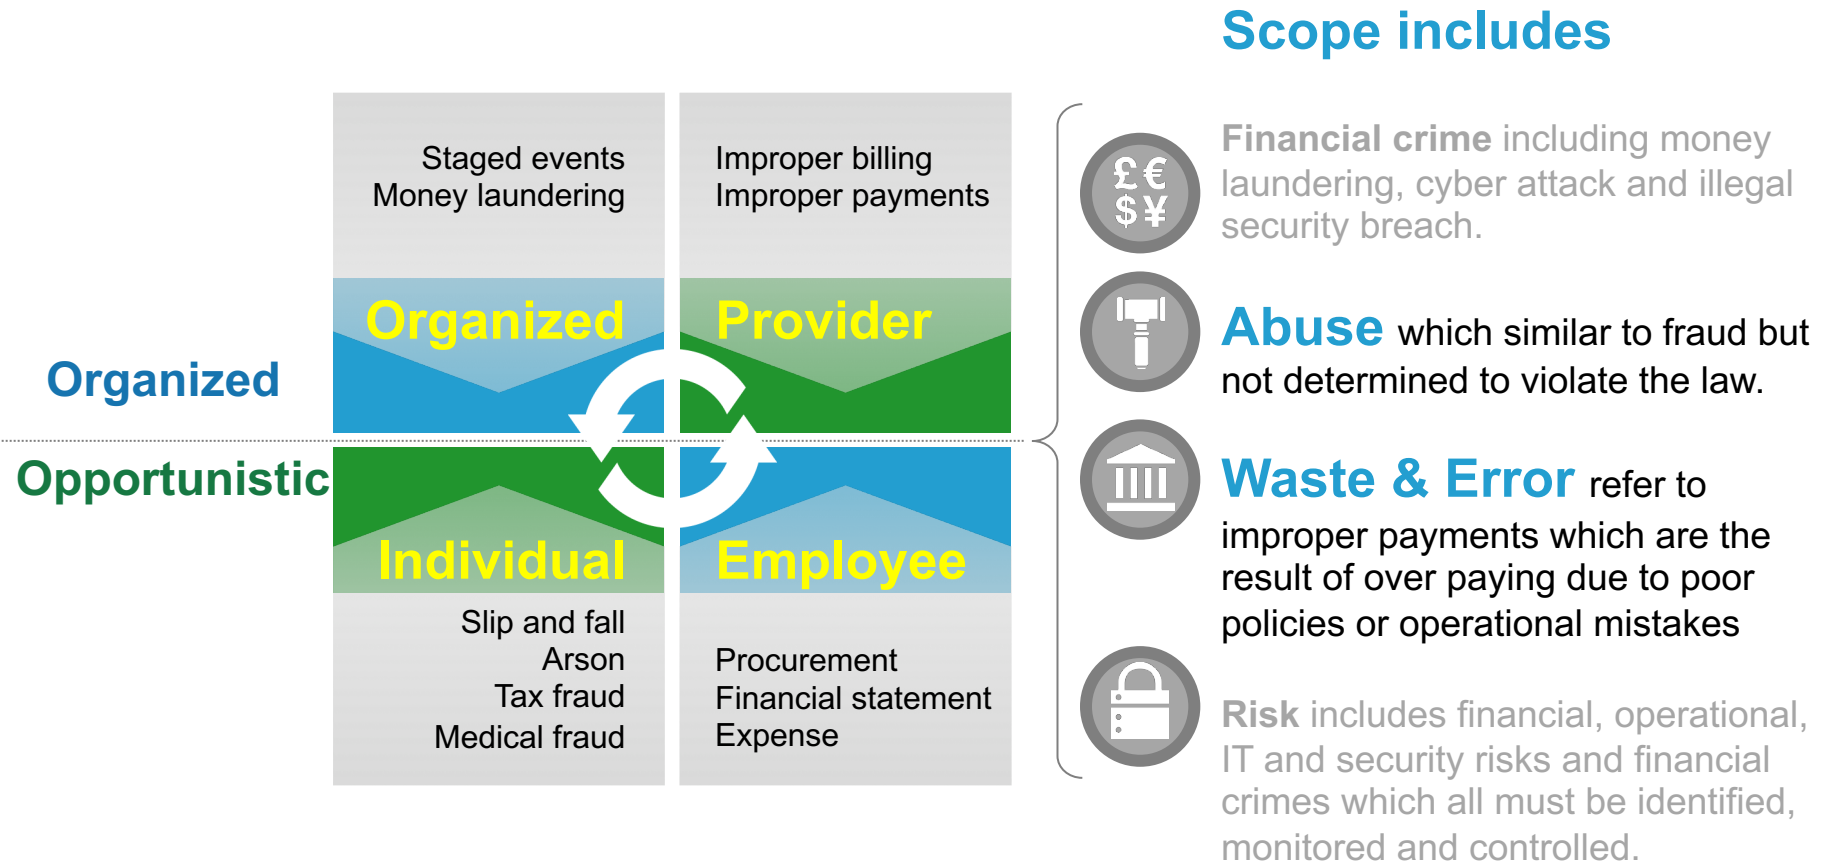 Scope includes
Staged events
Money laundering
Improper billing
Improper payments
Organized
Provider
Organized
Opportunistic
Individual
Employee
Slip and fall
Arson
Tax fraud
Medical fraud
Procurement
Financial statement
Expense
£ €
$ ¥
Financial crime including money
laundering, cyber attack and illegal
security breach.
Abuse which similar to fraud but
not determined to violate the law.
Waste & Error refer to
improper payments which are the
result of over paying due to poor
policies or operational mistakes
Risk includes financial, operational,
IT and security risks and financial
crimes which all must be identified,
monitored and controlled.